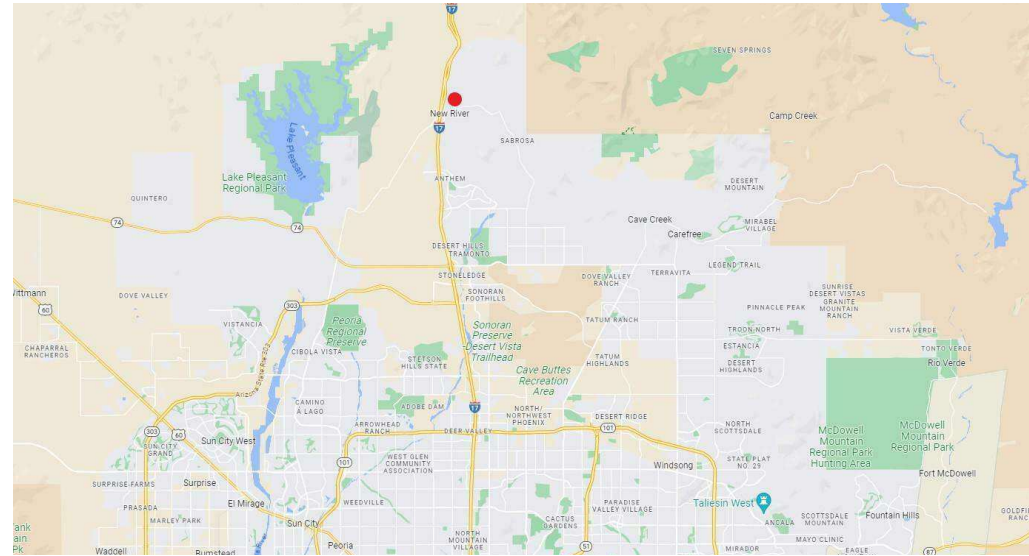 17
SEVEN SPRINGS
New River
17
Camp Creek
SABROSA
Lake Pleasant
Lake Pleasant
Regional Park
ANTHEM
DESERT
MOUNTAIN
QUINTERO
74
74
Cave Creek
MIRABEL
VILLAGE
Carefree
DESERT HILLS
TRAMONTO
STONELEDGE
LEGEND TRAIL
DOVE VALLEY
RANCH
TERRAVITA
Wittmann
60
DOVE VALLEY
303
SONORAN
FOOTHILLS
SUNRISE
DESERT VISTAS
GRANITE
MOUNTAIN
RANCH
PINNACLE PEAK
VISTANCIA
Peoria
Regional
Preserve
Sonoran
Preserve
-Desert Vista
Trailhead
TATUM RANCH
TROON NORTH
VISTA VERDE
CHAPARRAL
RANCHEROS
CIBOLA VISTA
STETSON
HILLS STATE
TATUM
HIGHLANDS
ESTANCIA
DESERT
HIGHLANDS
TONTO VERDE
Rio Verde
Arizona State Rte 303
Cave Buttes
Recreation
Area
CAMINO
A LAGO
ADOBE DAM
17
NORTH/
NORTHWEST
PHOENIX
DESERT RIDGE
303
60
SUN CITY
GRAND
Sun City West
ARROWHEAD
RANCH
DEER VALLEY
101
NORTH
SCOTTSDALE
McDowell
Mountain
Regional Park
Hunting Area
McDowell
Mountain
Regional Park
101
WEST GLEN
COMMUNITY
ASSOCIATION
Windsong
STATE PLAT
NO. 29
Fort McDowell
SURPRISE FARMS
Surprise
PRASADA
El Mirage
WEEDVILLE
PARADISE
VALLEY VILLAGE
Taliesin West
MARLEY PARK
Sun City
CACTUS
GARDENS
ANCALA
SCOTTSDALE
MOUNTAIN
Fountain Hills
NORTH
MOUNTAIN
VILLAGE
51
Waddell
Peoria
MIRADOR
MAYO CLINIC
EAGLE
87